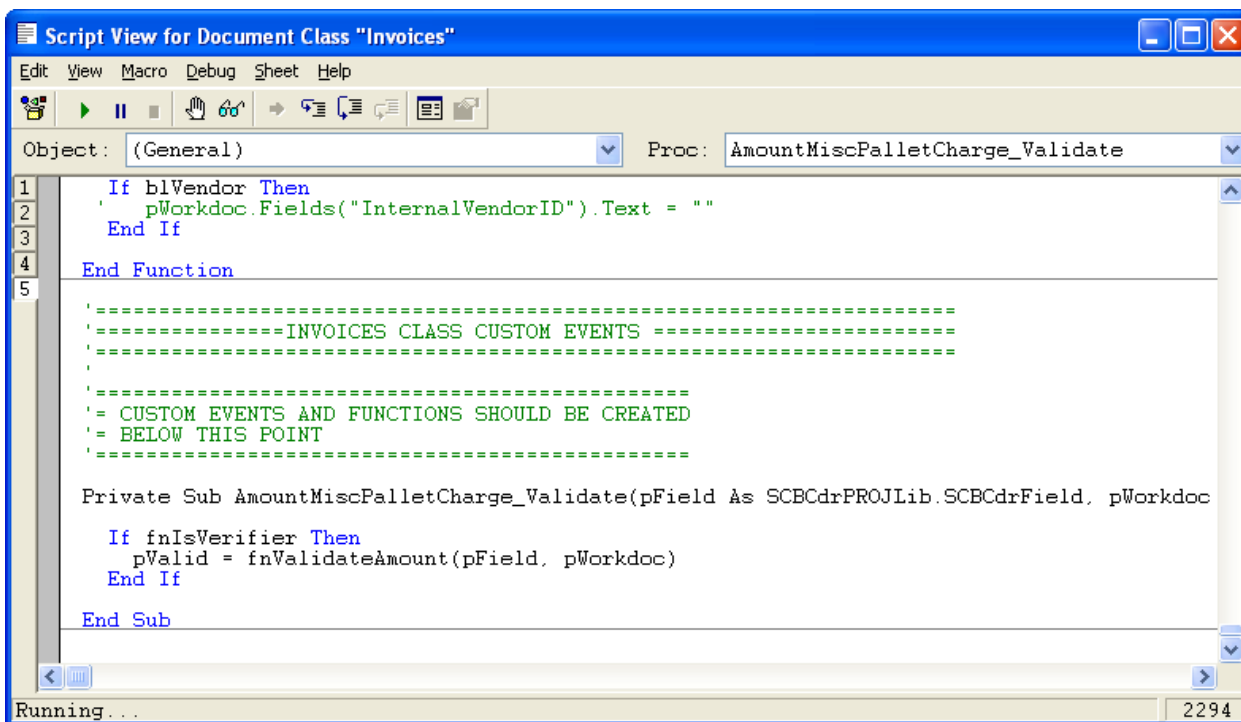 Script View for Document Class "Invoices"
Edit View Macro Debug Sheet Help
Object: (General) Proc: AmountMiscPalletCharge_Validate
1
2
3
4
5
If blVendor Then
' pWorkdoc.Fields("InternalVendorID").Text = ""
End If
End Function
'=====================================================================
'===============INVOICES CLASS CUSTOM EVENTS ========================
'=====================================================================
'
'================================================
'= CUSTOM EVENTS AND FUNCTIONS SHOULD BE CREATED
'= BELOW THIS POINT
'================================================
Private Sub AmountMiscPalletCharge_Validate(pField As SCBCdrPROJLib.SCBCdrField, pWorkdoc
If fnIsVerifier Then
pValid = fnValidateAmount(pField, pWorkdoc)
End If
End Sub
Running... 2294